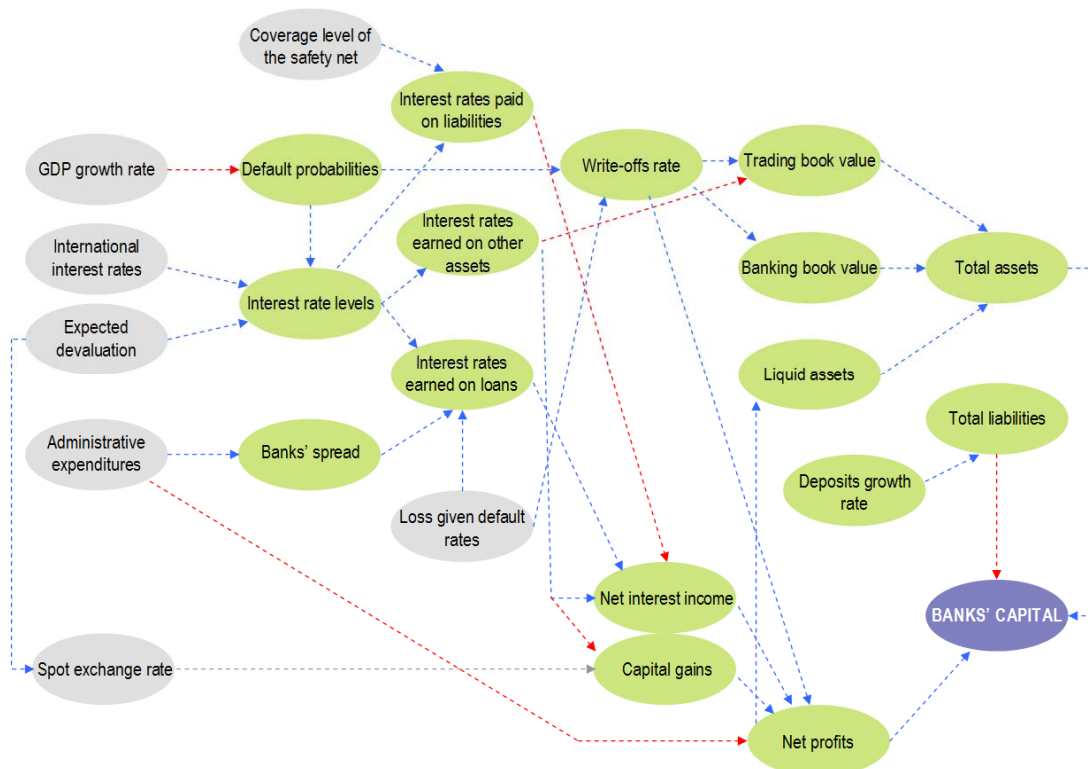 Coverage level of
the safety net
Interest rates paid
on liabilities
GDP growth rate
Default probabilities
Write-offs rate
Trading book value
International
interest rates
Interest rates
earned on other
assets
Banking book value
Total assets
Interest rate levels
Expected
devaluation
Interest rates
earned on loans
Liquid assets
Administrative
expenditures
Banks’ spread
Total liabilities
Deposits growth
rate
Loss given default
rates
Net interest income
BANKS’ CAPITAL
Spot exchange rate
Capital gains
Net profits